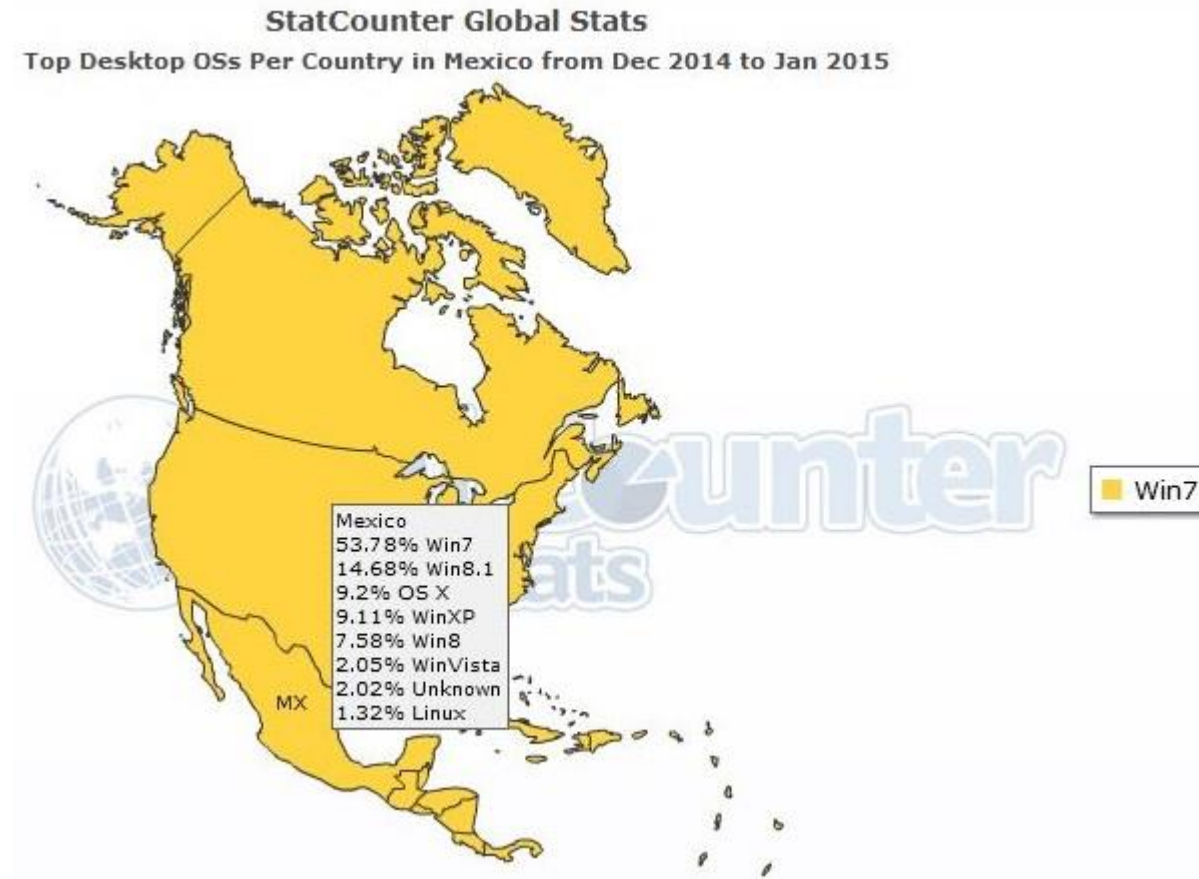 StatCounter Global Stats
Top Desktop OSs Per Country in Mexico from Dec 2014 to Jan 2015
unter
Win7
Mexico
53.78% Win7
14.68% Win8.1
9.2% OS X
9.11% WinXP
7.58% Win8
2.05% WinVista
2.02% Unknown
1.32% Linux
ats
MX